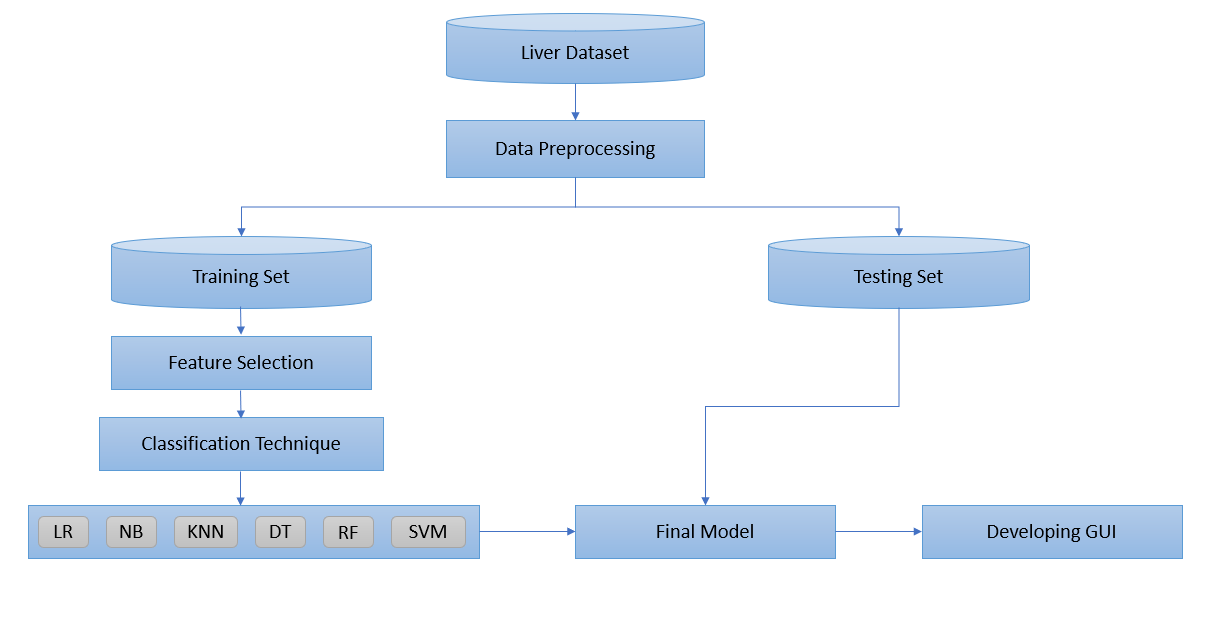 Liver Dataset
Data Preprocessing
Training Set
Testing Set
Feature Selection
Classification Technique
LR NB KNN DT RF SVM
Final Model
Developing GUI